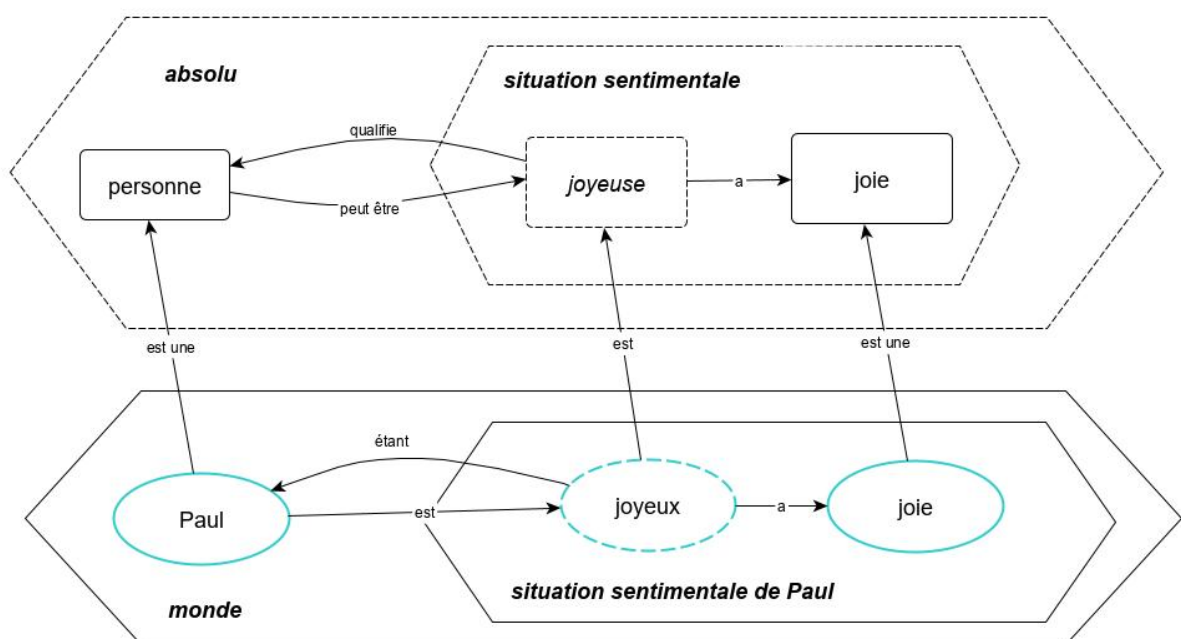 absolu
situation sentimentale
qualifie
personne
joyeuse
a
joie
peut être
est une
est
est une
étant
Paul
est
joyeux
a
joie
situation sentimentale de Paul
monde